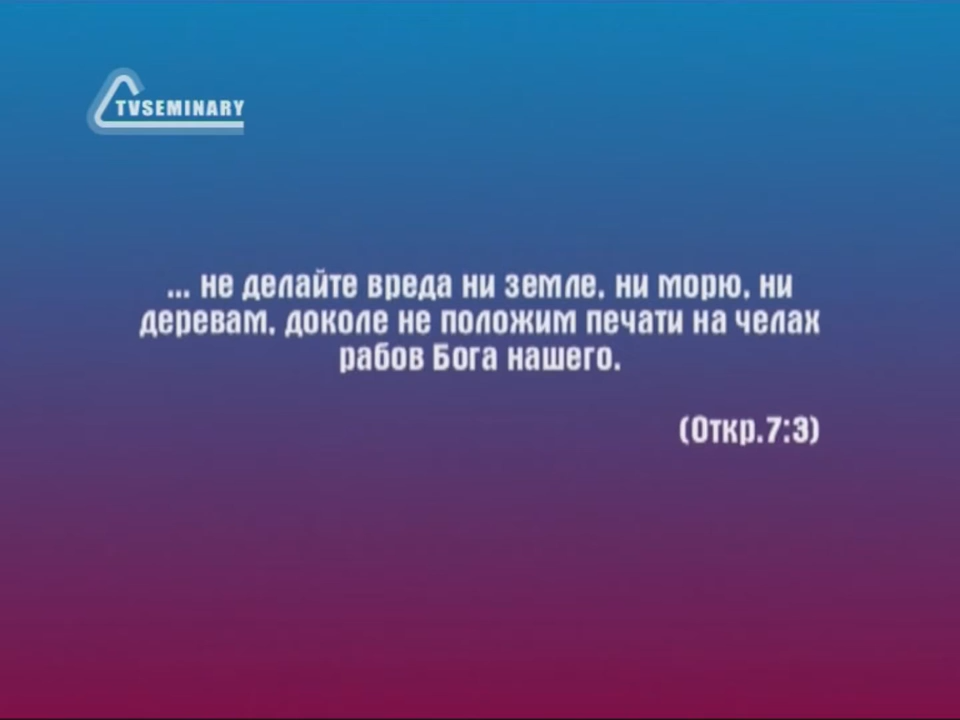 TVSEMINARY
... не делайте вреда ни земле, ни морю, ни
деревам, доколе не положим печати на челах
рабов Бога нашего.
(Откр.7:3)